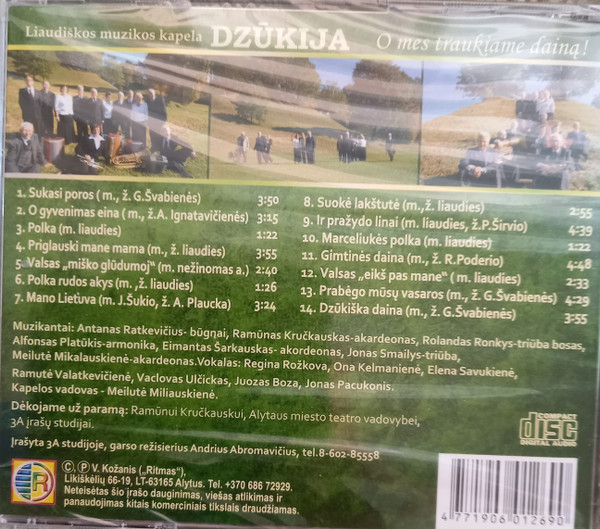 Liaudiškos muzikos kapela DZŪKIJA O mes traukiame dainą!
1. Sukasi poros ( m., ž. G.Švabienės) 3:50
2. O gyvenimas eina ( m., ž.A. Ignatavičienės) 3:15
3. Polka (m. liaudies) 1:22
4. Priglauski mane mama (m., ž. liaudies) 3:55
5. Valsas „miško glūdumoj" (m. nežinomas a.) 2:40
6. Polka rudos akys (m. ,ž. liaudies) 1:26
7. Mano Lietuva (m. J.Šukio, ž. A. Plaucka) 3:24
8. Suokė lakštutė (m.,ž. liaudies) 2:55
9. Ir pražydo linai (m. liaudies, ž.P.Širvio) 4:39
10. Marceliukės polka (m. liaudies) 1:22
11. Gimtinės daina (m., ž. R.Poderio) 4:48
12. Valsas „eikš pas mane" ( m. liaudies) 2:33
13. Prabėgo mūsų vasaros (m., ž. G.Švabienės) 4:29
14. Dzūkiška daina (m., ž. G.Švabienės) 3:55
Muzikantai: Antanas Ratkevičius- būgnai, Ramūnas Kručkauskas-akordeonas, Rolandas Ronkys-triūba bosas,
Alfonsas Platūkis-armonika, Eimantas Šarkauskas- akordeonas, Jonas Smailys-triūba,
Meilutė Mikalauskienė-akordeonas.Vokalas: Regina Rožkova, Ona Kelmanienė, Elena Savukienė,
Ramutė Valatkevičienė, Vaclovas Ulčickas, Juozas Boza, Jonas Pacukonis.
Kapelos vadovas - Meilutė Miliauskienė.
Dėkojame už paramą: Ramūnui Kručkauskui, Alytaus miesto teatro vadovybei,
3A įrašų studijai.
Įrašyta 3A studijoje, garso režisierius Andrius Abromavičius, tel.8-602-85558
COMPACT
disc
DIGITAL AUDIO
R
Ⓒ, Ⓟ V. Kožanis („Ritmas"),
Likiškėlių 66-19, LT-63165 Alytus. Tel. +370 686 72929.
Neteisėtas šio įrašo dauginimas, viešas atlikimas ir
panaudojimas kitais komerciniais tikslais draudžiamas.
4 771906 012690